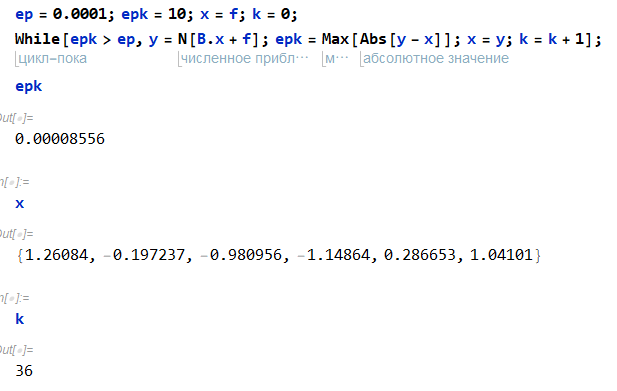 ep = 0.0001; epk = 10; x = f; k = 0;
While[epk > ep, y = N[B.x + f]; epk = Max[Abs[y - x]]; x = y; k = k + 1];
цикл-пока численное прибл··· м··· абсолютное значение
epk
Out[]=
0.00008556
In[]:=
x
Out[]=
{1.26084, -0.197237, -0.980956, -1.14864, 0.286653, 1.04101}
In[]:=
k
Out[]=
36